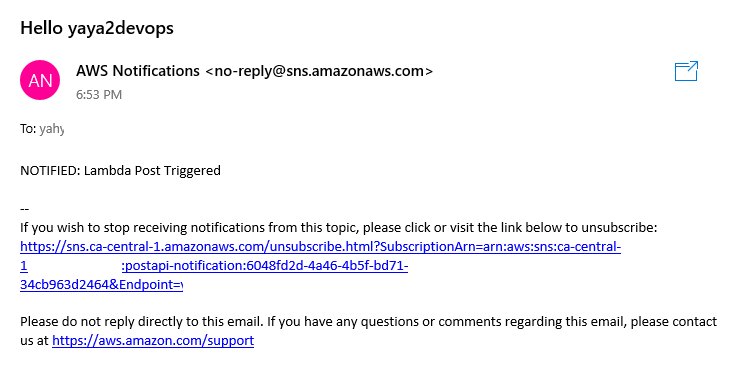 Hello yaya2devops
AN
AWS Notifications <no-reply@sns.amazonaws.com>
6:53 PM
To: yahy
NOTIFIED: Lambda Post Triggered
--
If you wish to stop receiving notifications from this topic, please click or visit the link below to unsubscribe:
https://sns.ca-central-1.amazonaws.com/unsubscribe.html?SubscriptionArn=arn:aws:sns:ca-central-
1 :postapi-notification:6048fd2d-4a46-4b5f-bd71-
34cb963d2464&Endpoint=
Please do not reply directly to this email. If you have any questions or comments regarding this email, please contact
us at https://aws.amazon.com/support